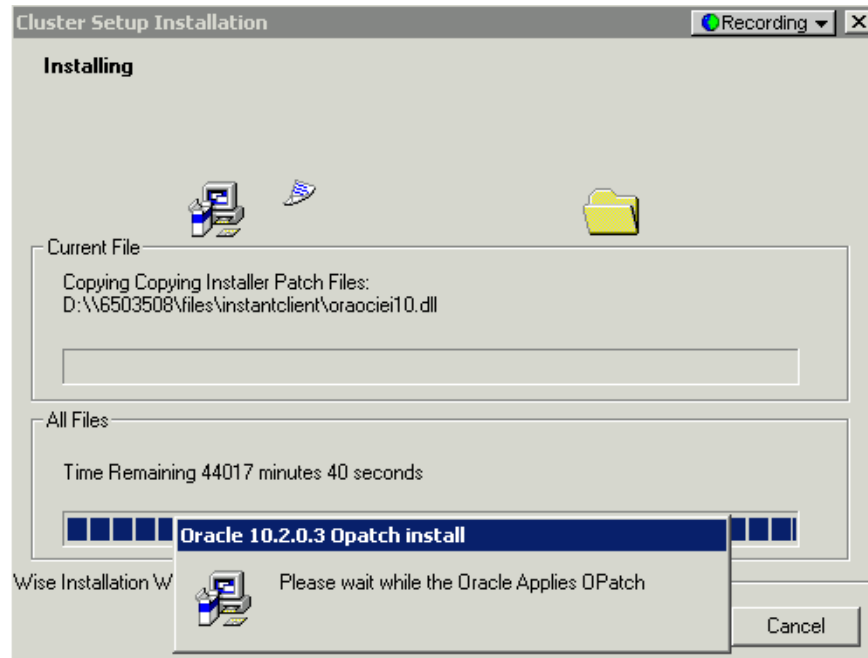 Cluster Setup Installation
Recording
Installing
Current File
Copying Copying Installer Patch Files:
D:\\6503508\files\instantclient\oraociei10.dll
All Files
Time Remaining 44017 minutes 40 seconds
Oracle 10.2.0.3 Opatch install
Wise Installation W
Please wait while the Oracle Applies OPatch
Cancel